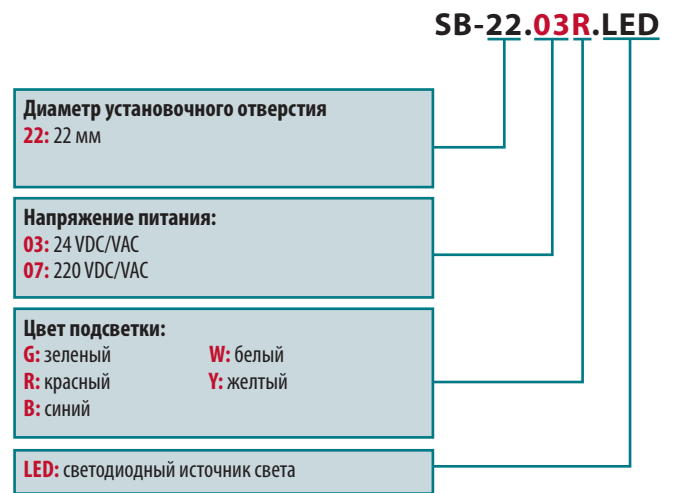 SB-22.03R.LED
Диаметр установочного отверстия
22: 22 мм
Напряжение питания:
03: 24 VDC/VAC
07: 220 VDC/VAC
Цвет подсветки:
G: зеленый W: белый
R: красный Y: желтый
B: синий
LED: светодиодный источник света